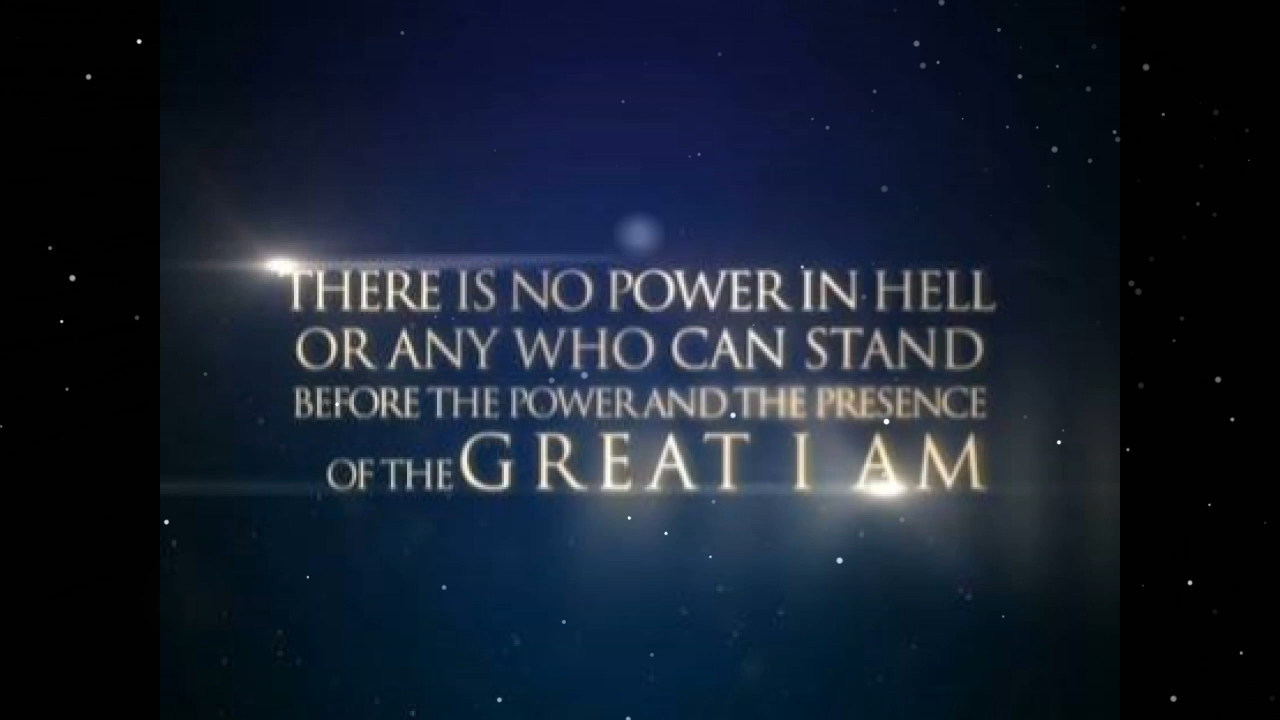 THERE IS NO POWER IN HELL
OR ANY WHO CAN STAND
BEFORE THE POWER AND THE PRESENCE
OF THE GREAT I AM